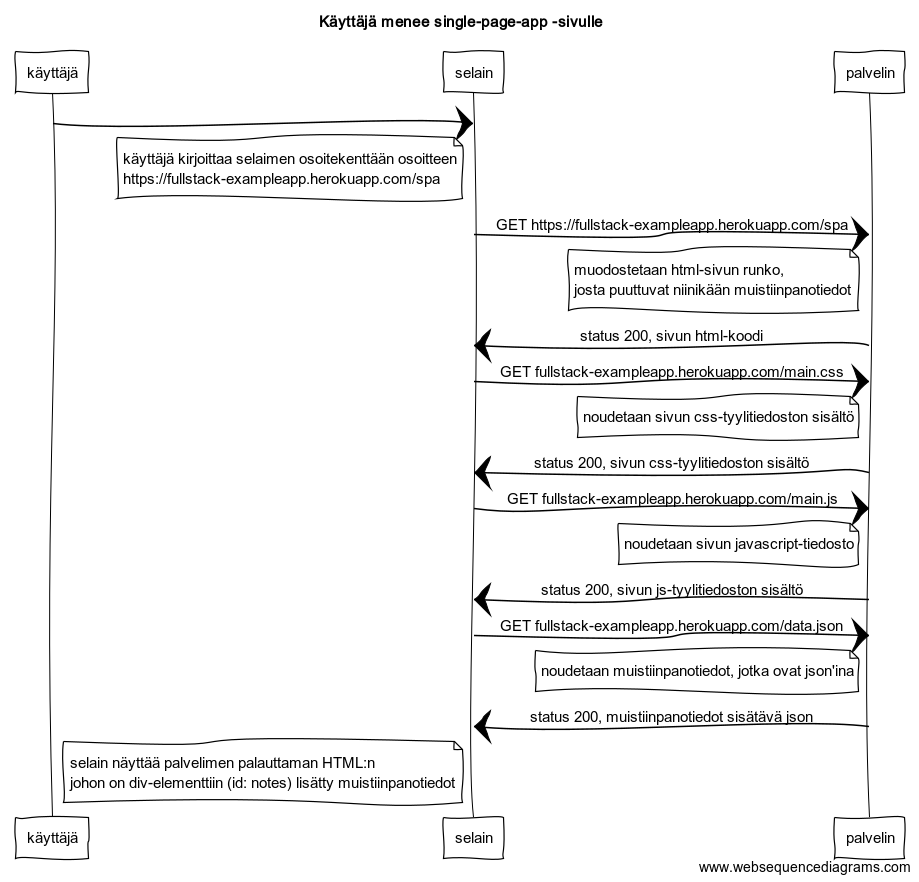 Käyttäjä menee single-page-app -sivulle
käyttäjä
selain
palvelin
käyttäjä kirjoittaa selaimen osoitekenttään osoitteen
https://fullstack-exampleapp.herokuapp.com/spa
GET https://fullstack-exampleapp.herokuapp.com/spa
muodostetaan html-sivun runko,
josta puuttuvat niinikään muistiinpanotiedot
status 200, sivun html-koodi
GET fullstack-exampleapp.herokuapp.com/main.css
noudetaan sivun css-tyylitiedoston sisältö
status 200, sivun css-tyylitiedoston sisältö
GET fullstack-exampleapp.herokuapp.com/main.js
noudetaan sivun javascript-tiedosto
status 200, sivun js-tyylitiedoston sisältö
GET fullstack-exampleapp.herokuapp.com/data.json
noudetaan muistiinpanotiedot, jotka ovat json'ina
status 200, muistiinpanotiedot sisätävä json
selain näyttää palvelimen palauttaman HTML:n
johon on div-elementtiin (id: notes) lisätty muistiinpanotiedot
käyttäjä
selain
palvelin
www.websequencediagrams.com